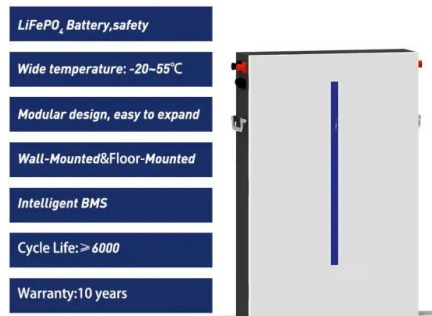 LiFePO₄ Battery,safety
Wide temperature: -20~55℃
Modular design, easy to expand
Wall-Mounted&Floor-Mounted
Intelligent BMS
Cycle Life:≥6000
Warranty:10 years